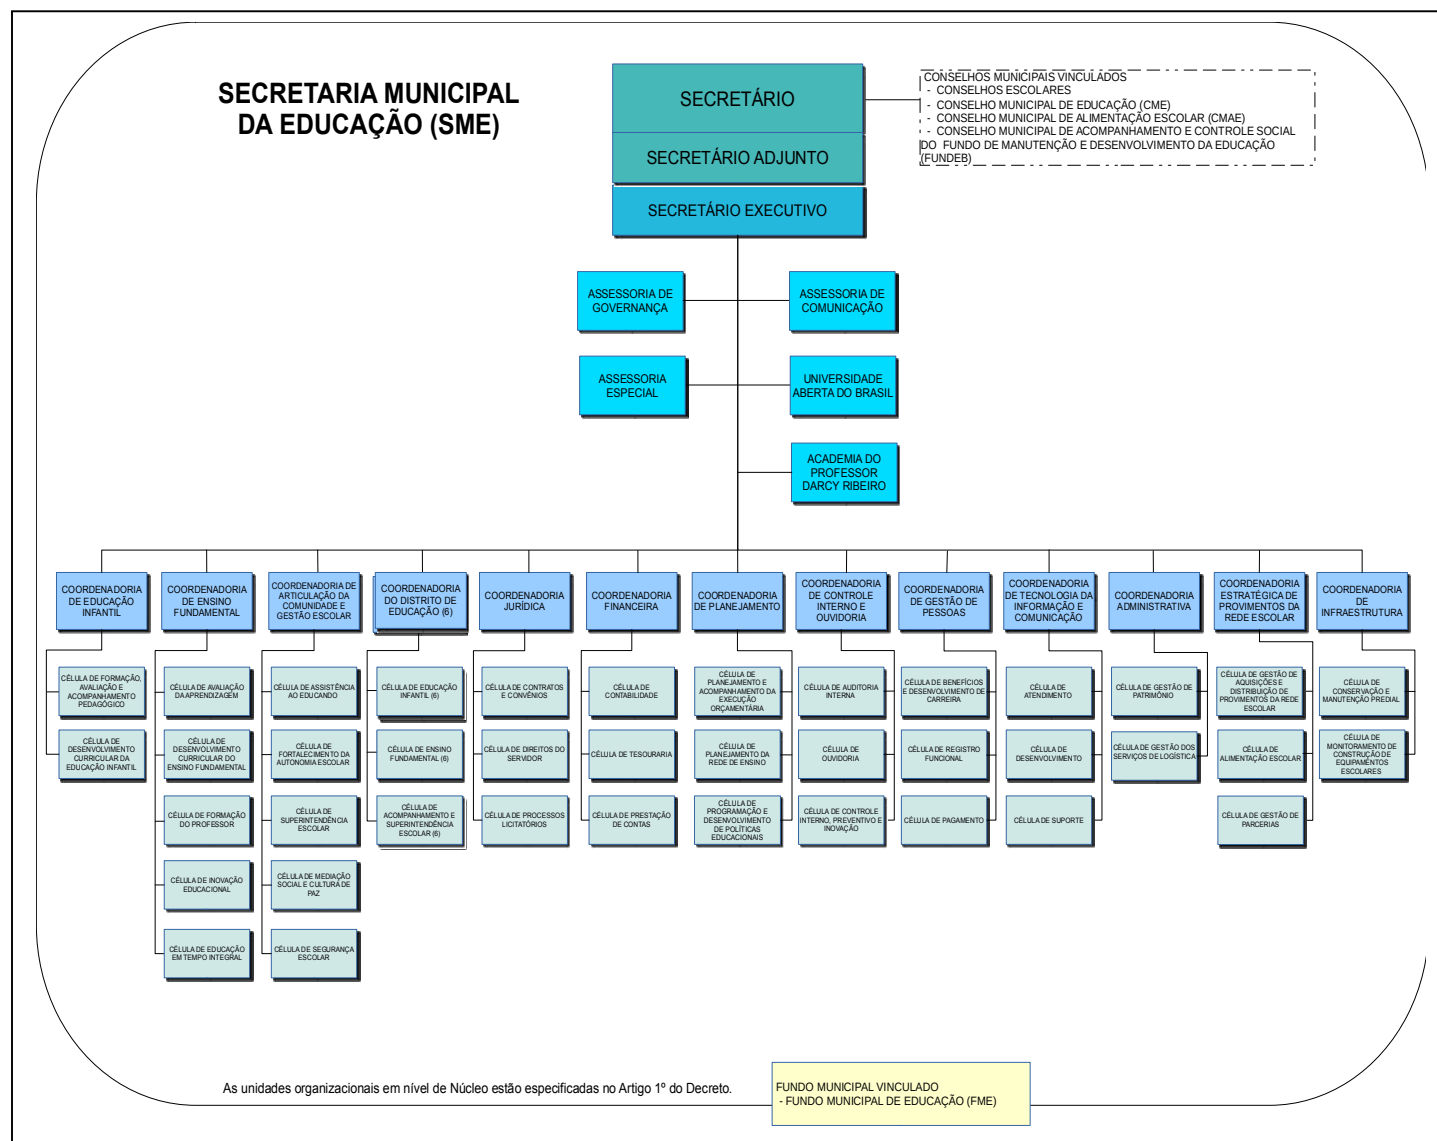 SECRETARIA MUNICIPAL
DA EDUCAÇÃO (SME)
SECRETÁRIO
SECRETÁRIO ADJUNTO
SECRETÁRIO EXECUTIVO
CONSELHOS MUNICIPAIS VINCULADOS
- CONSELHOS ESCOLARES
- CONSELHO MUNICIPAL DE EDUCAÇÃO (CME)
- CONSELHO MUNICIPAL DE ALIMENTAÇÃO ESCOLAR (CMAE)
- CONSELHO MUNICIPAL DE ACOMPANHAMENTO E CONTROLE SOCIAL
DO FUNDO DE MANUTENÇÃO E DESENVOLVIMENTO DA EDUCAÇÃO
(FUNDEB)
ASSESSORIA DE
GOVERNANÇA
ASSESSORIA DE
COMUNICAÇÃO
ASSESSORIA
ESPECIAL
UNIVERSIDADE
ABERTA DO BRASIL
ACADEMIA DO
PROFESSOR
DARCY RIBEIRO
COORDENADORIA
DE EDUCAÇÃO
INFANTIL
COORDENADORIA
DE ENSINO
FUNDAMENTAL
COORDENADORIA DE
ARTICULAÇÃO DA
COMUNIDADE E
GESTÃO ESCOLAR
COORDENADORIA
DO DISTRITO DE
EDUCAÇÃO (6)
COORDENADORIA
JURÍDICA
COORDENADORIA
FINANCEIRA
COORDENADORIA
DE PLANEJAMENTO
COORDENADORIA
DE CONTROLE
INTERNO E
OUVIDORIA
COORDENADORIA
DE GESTÃO DE
PESSOAS
COORDENADORIA
DE TECNOLOGIA DA
INFORMAÇÃO E
COMUNICAÇÃO
COORDENADORIA
ADMINISTRATIVA
COORDENADORIA
ESTRATÉGICA DE
PROVIMENTOS DA
REDE ESCOLAR
COORDENADORIA
DE
INFRAESTRUTURA
CÉLULA DE FORMAÇÃO,
AVALIAÇÃO E
ACOMPANHAMENTO
PEDAGÓGICO
CÉLULA DE AVALIAÇÃO
DA APRENDIZAGEM
CÉLULA DE ASSISTÊNCIA
AO EDUCANDO
CÉLULA DE EDUCAÇÃO
INFANTIL (6)
CÉLULA DE CONTRATOS
E CONVÊNIOS
CÉLULA DE
CONTABILIDADE
CÉLULA DE
PLANEJAMENTO E
ACOMPANHAMENTO DA
EXECUÇÃO
ORÇAMENTÁRIA
CÉLULA DE AUDITORIA
INTERNA
CÉLULA DE BENEFÍCIOS
E DESENVOLVIMENTO DE
CARREIRA
CÉLULA DE
ATENDIMENTO
CÉLULA DE GESTÃO DE
PATRIMÔNIO
CÉLULA DE GESTÃO DE
AQUISIÇÕES E
DISTRIBUIÇÃO DE
PROVIMENTOS DA REDE
ESCOLAR
CÉLULA DE
CONSERVAÇÃO E
MANUTENÇÃO PREDIAL
CÉLULA DE
DESENVOLVIMENTO
CURRICULAR DA
EDUCAÇÃO INFANTIL
CÉLULA DE
DESENVOLVIMENTO
CURRICULAR DO
ENSINO FUNDAMENTAL
CÉLULA DE
FORTALECIMENTO DA
AUTONOMIA ESCOLAR
CÉLULA DE ENSINO
FUNDAMENTAL (6)
CÉLULA DE DIREITOS DO
SERVIDOR
CÉLULA DE TESOURARIA
CÉLULA DE
PLANEJAMENTO DA
REDE DE ENSINO
CÉLULA DE
OUVIDORIA
CÉLULA DE REGISTRO
FUNCIONAL
CÉLULA DE
DESENVOLVIMENTO
CÉLULA DE GESTÃO DOS
SERVIÇOS DE LOGÍSTICA
CÉLULA DE
ALIMENTAÇÃO ESCOLAR
CÉLULA DE
MONITORAMENTO DE
CONSTRUÇÃO DE
EQUIPAMENTOS
ESCOLARES
CÉLULA DE FORMAÇÃO
DO PROFESSOR
CÉLULA DE
SUPERINTENDÊNCIA
ESCOLAR
CÉLULA DE
ACOMPANHAMENTO E
SUPERINTENDÊNCIA
ESCOLAR (6)
CÉLULA DE PROCESSOS
LICITATÓRIOS
CÉLULA DE PRESTAÇÃO
DE CONTAS
CÉLULA DE
PROGRAMAÇÃO E
DESENVOLVIMENTO
DE POLÍTICAS
EDUCACIONAIS
CÉLULA DE CONTROLE
INTERNO, PREVENTIVO E
INOVAÇÃO
CÉLULA DE PAGAMENTO
CÉLULA DE SUPORTE
CÉLULA DE GESTÃO DE
PARCERIAS
CÉLULA DE INOVAÇÃO
EDUCACIONAL
CÉLULA DE MEDIAÇÃO
SOCIAL E CULTURA DE
PAZ
CÉLULA DE EDUCAÇÃO
EM TEMPO INTEGRAL
CÉLULA DE SEGURANÇA
ESCOLAR
As unidades organizacionais em nível de Núcleo estão especificadas no Artigo 1º do Decreto.
FUNDO MUNICIPAL VINCULADO
- FUNDO MUNICIPAL DE EDUCAÇÃO (FME)